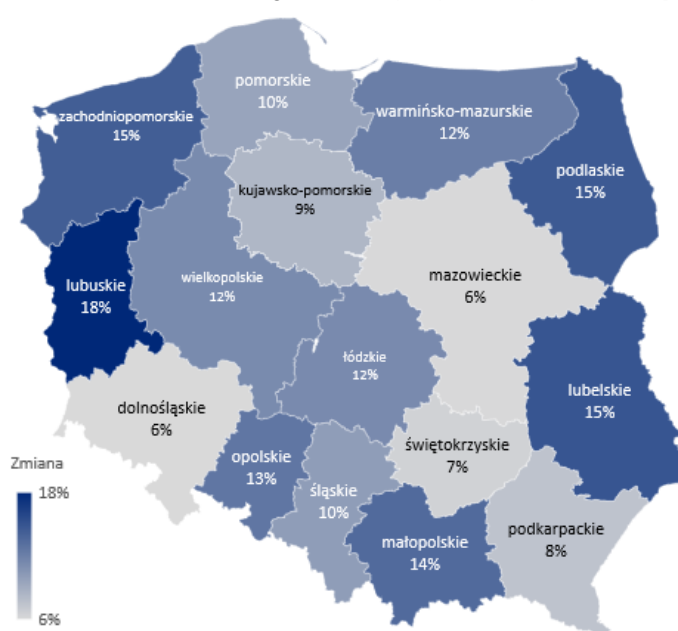 pomorskie
10%
zachodniopomorskie
15%
warmińsko-mazurskie
12%
podlaskie
15%
kujawsko-pomorskie
9%
lubuskie
18%
wielkopolskie
12%
mazowieckie
6%
łódzkie
12%
lubelskie
15%
dolnośląskie
6%
opolskie
13%
śląskie
10%
świętokrzyskie
7%
małopolskie
14%
podkarpackie
8%
Zmiana
18%
6%